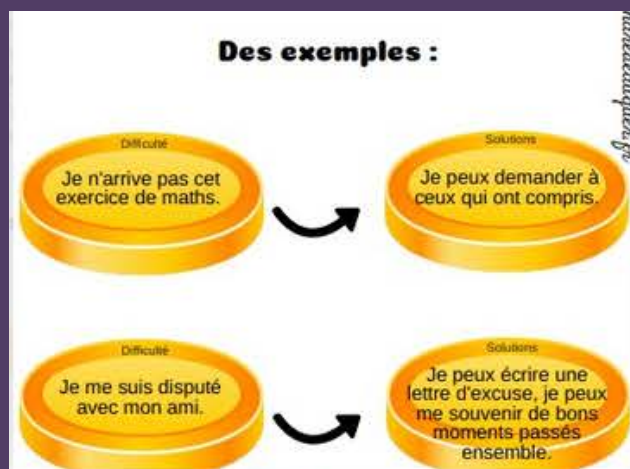 Des exemples :
Difficulté
Je n'arrive pas cet
exercice de maths.
Solutions
Je peux demander à
ceux qui ont compris.
Difficulté
Je me suis disputé
avec mon ami.
Solutions
Je peux écrire une
lettre d'excuse, je peux
me souvenir de bons
moments passés
ensemble.